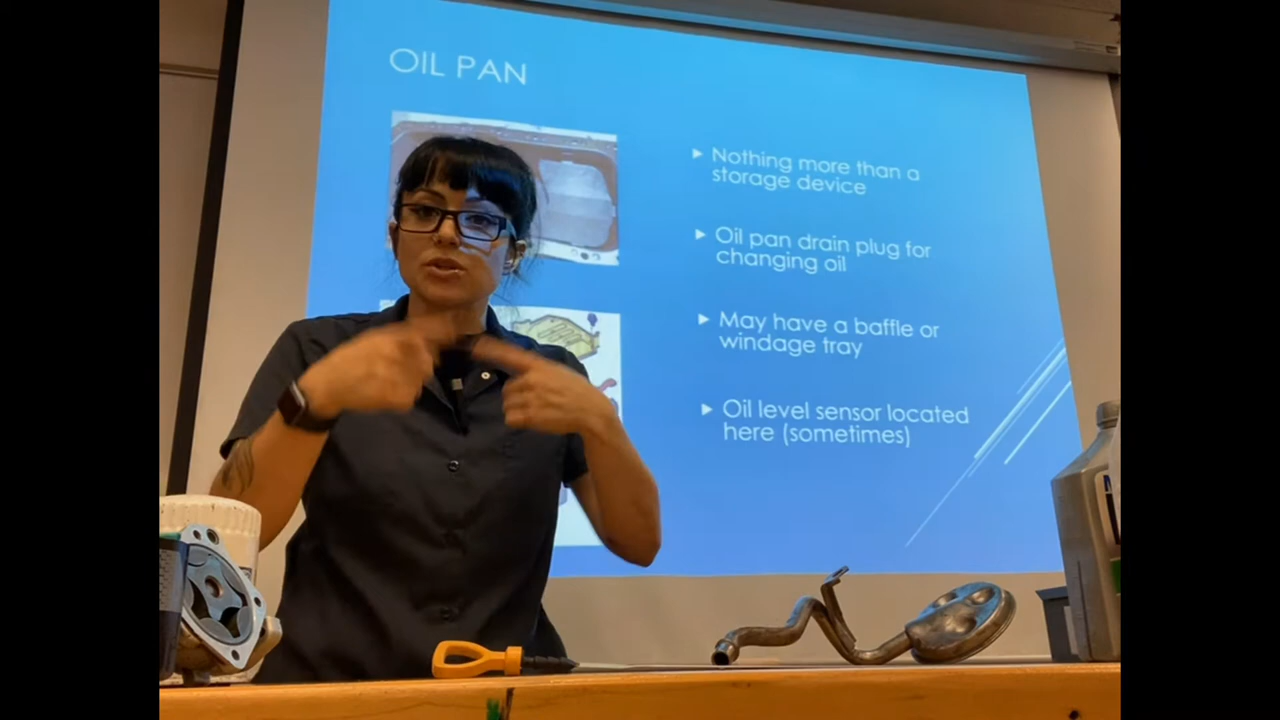 OIL PAN
Nothing more than a
storage device
Oil pan drain plug for
changing oil
May have a baffle or
windage tray
Oil level sensor located
here (sometimes)